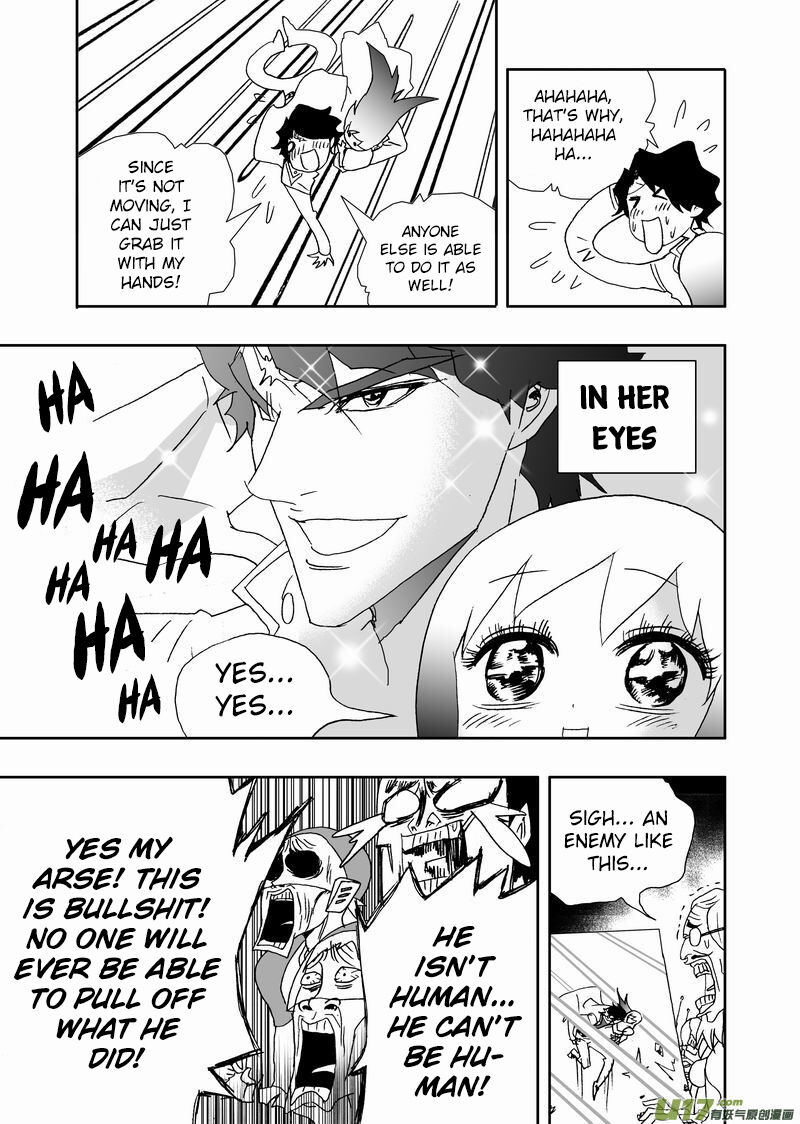 AHAHAHA,
THAT'S WHY,
HAHAHAHA
HA...
ANYONE
ELSE IS ABLE
TO DO IT AS
WELL!
SINCE
IT'S NOT
MOVING, I
CAN JUST
GRAB IT
WITH MY
HANDS!
IN HER
EYES
HA
HA
HA
HA
HA
HA
HA
HA
YES...
YES...
SIGH... AN
ENEMY LIKE
THIS...
HE
ISN'T
HUMAN...
HE CAN'T
BE HU-
MAN!
YES MY
ARSE! THIS
IS BULLSHIT!
NO ONE WILL
EVER BE ABLE
TO PULL OFF
WHAT HE
DID!
U17.com
有妖气原创漫画